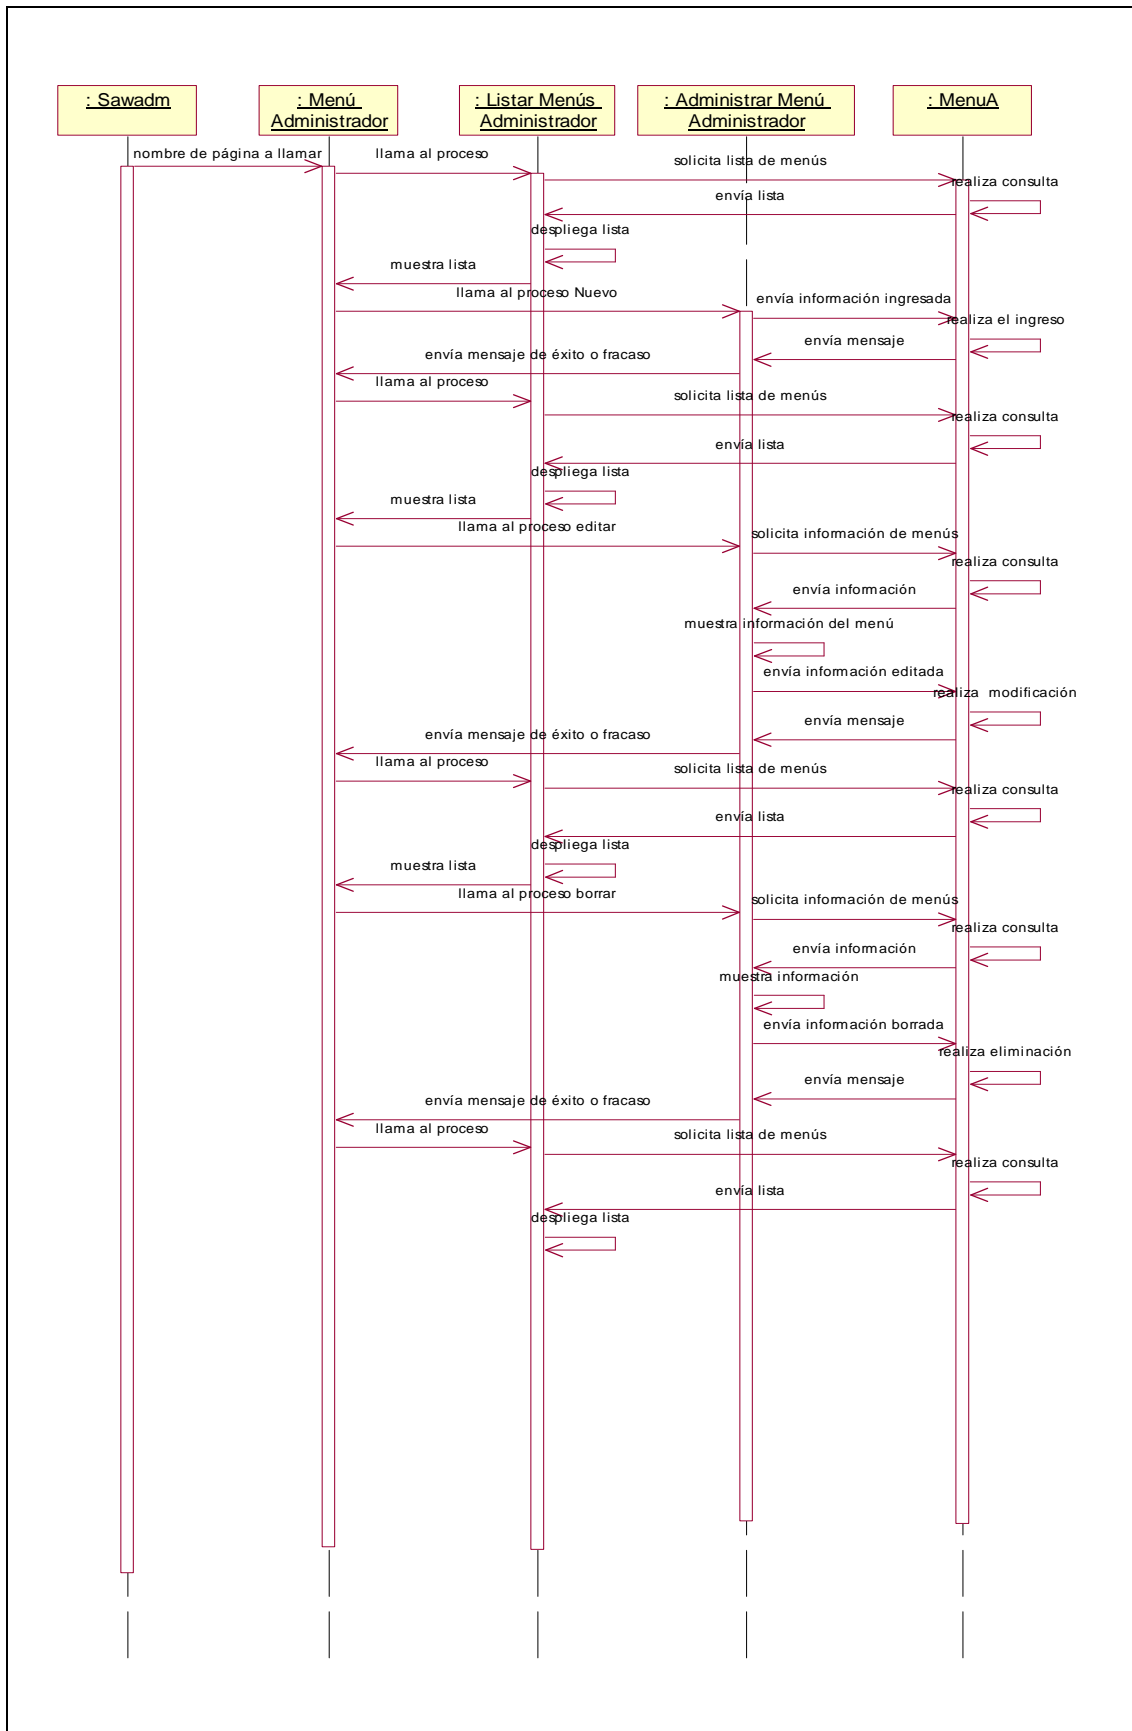 : Sawadm
: Menú
Administrador
: Listar Menús
Administrador
: Administrar Menú
Administrador
: MenuA
nombre de página a llamar
llama al proceso
solicita lista de menús
realiza consulta
envía lista
despliega lista
muestra lista
llama al proceso Nuevo
envía información ingresada
realiza el ingreso
envía mensaje
envía mensaje de éxito o fracaso
llama al proceso
solicita lista de menús
realiza consulta
envía lista
despliega lista
muestra lista
llama al proceso editar
solicita información de menús
realiza consulta
envía información
muestra información del menú
envía información editada
realiza modificación
envía mensaje
envía mensaje de éxito o fracaso
llama al proceso
solicita lista de menús
realiza consulta
envía lista
despliega lista
muestra lista
llama al proceso borrar
solicita información de menús
realiza consulta
envía información
muestra información
envía información borrada
realiza eliminación
envía mensaje
envía mensaje de éxito o fracaso
llama al proceso
solicita lista de menús
realiza consulta
envía lista
despliega lista